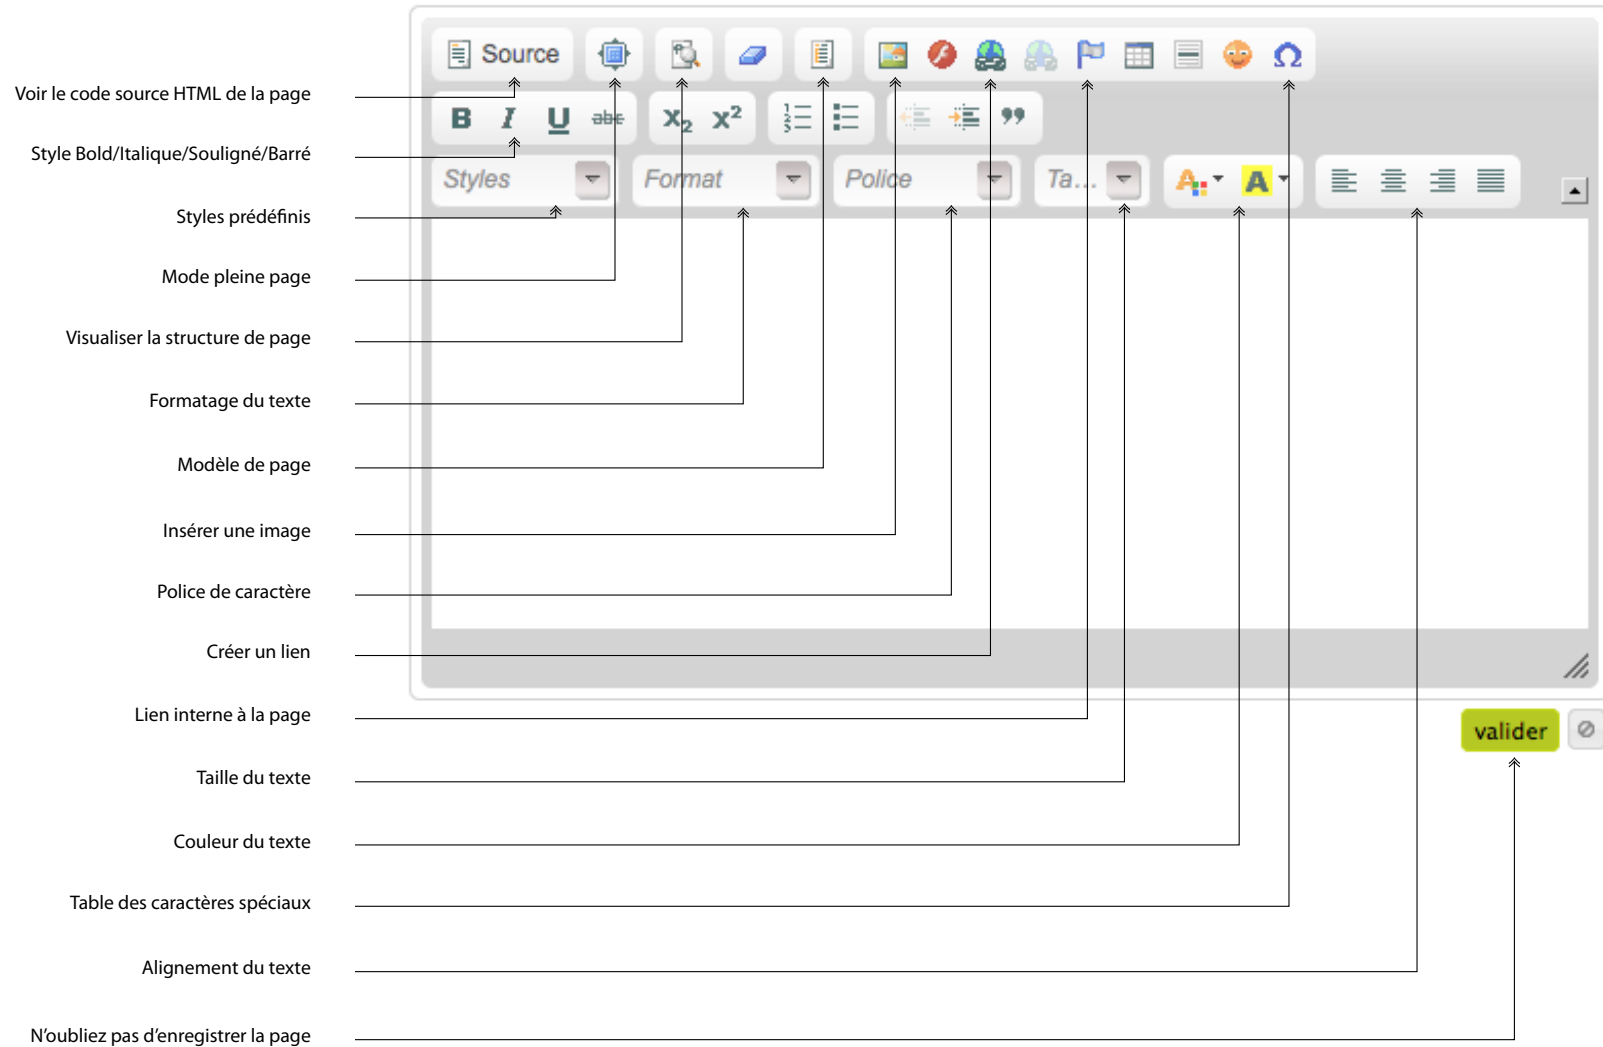 Source
Voir le code source HTML de la page
B I U abc X₂ X²
Style Bold/Italique/Souligné/Barré
Styles Format Police Ta... A A
Styles prédéfinis
Mode pleine page
Visualiser la structure de page
Formatage du texte
Modèle de page
Insérer une image
Police de caractère
Créer un lien
Lien interne à la page
valider
Taille du texte
Couleur du texte
Table des caractères spéciaux
Alignement du texte
N’oubliez pas d’enregistrer la page